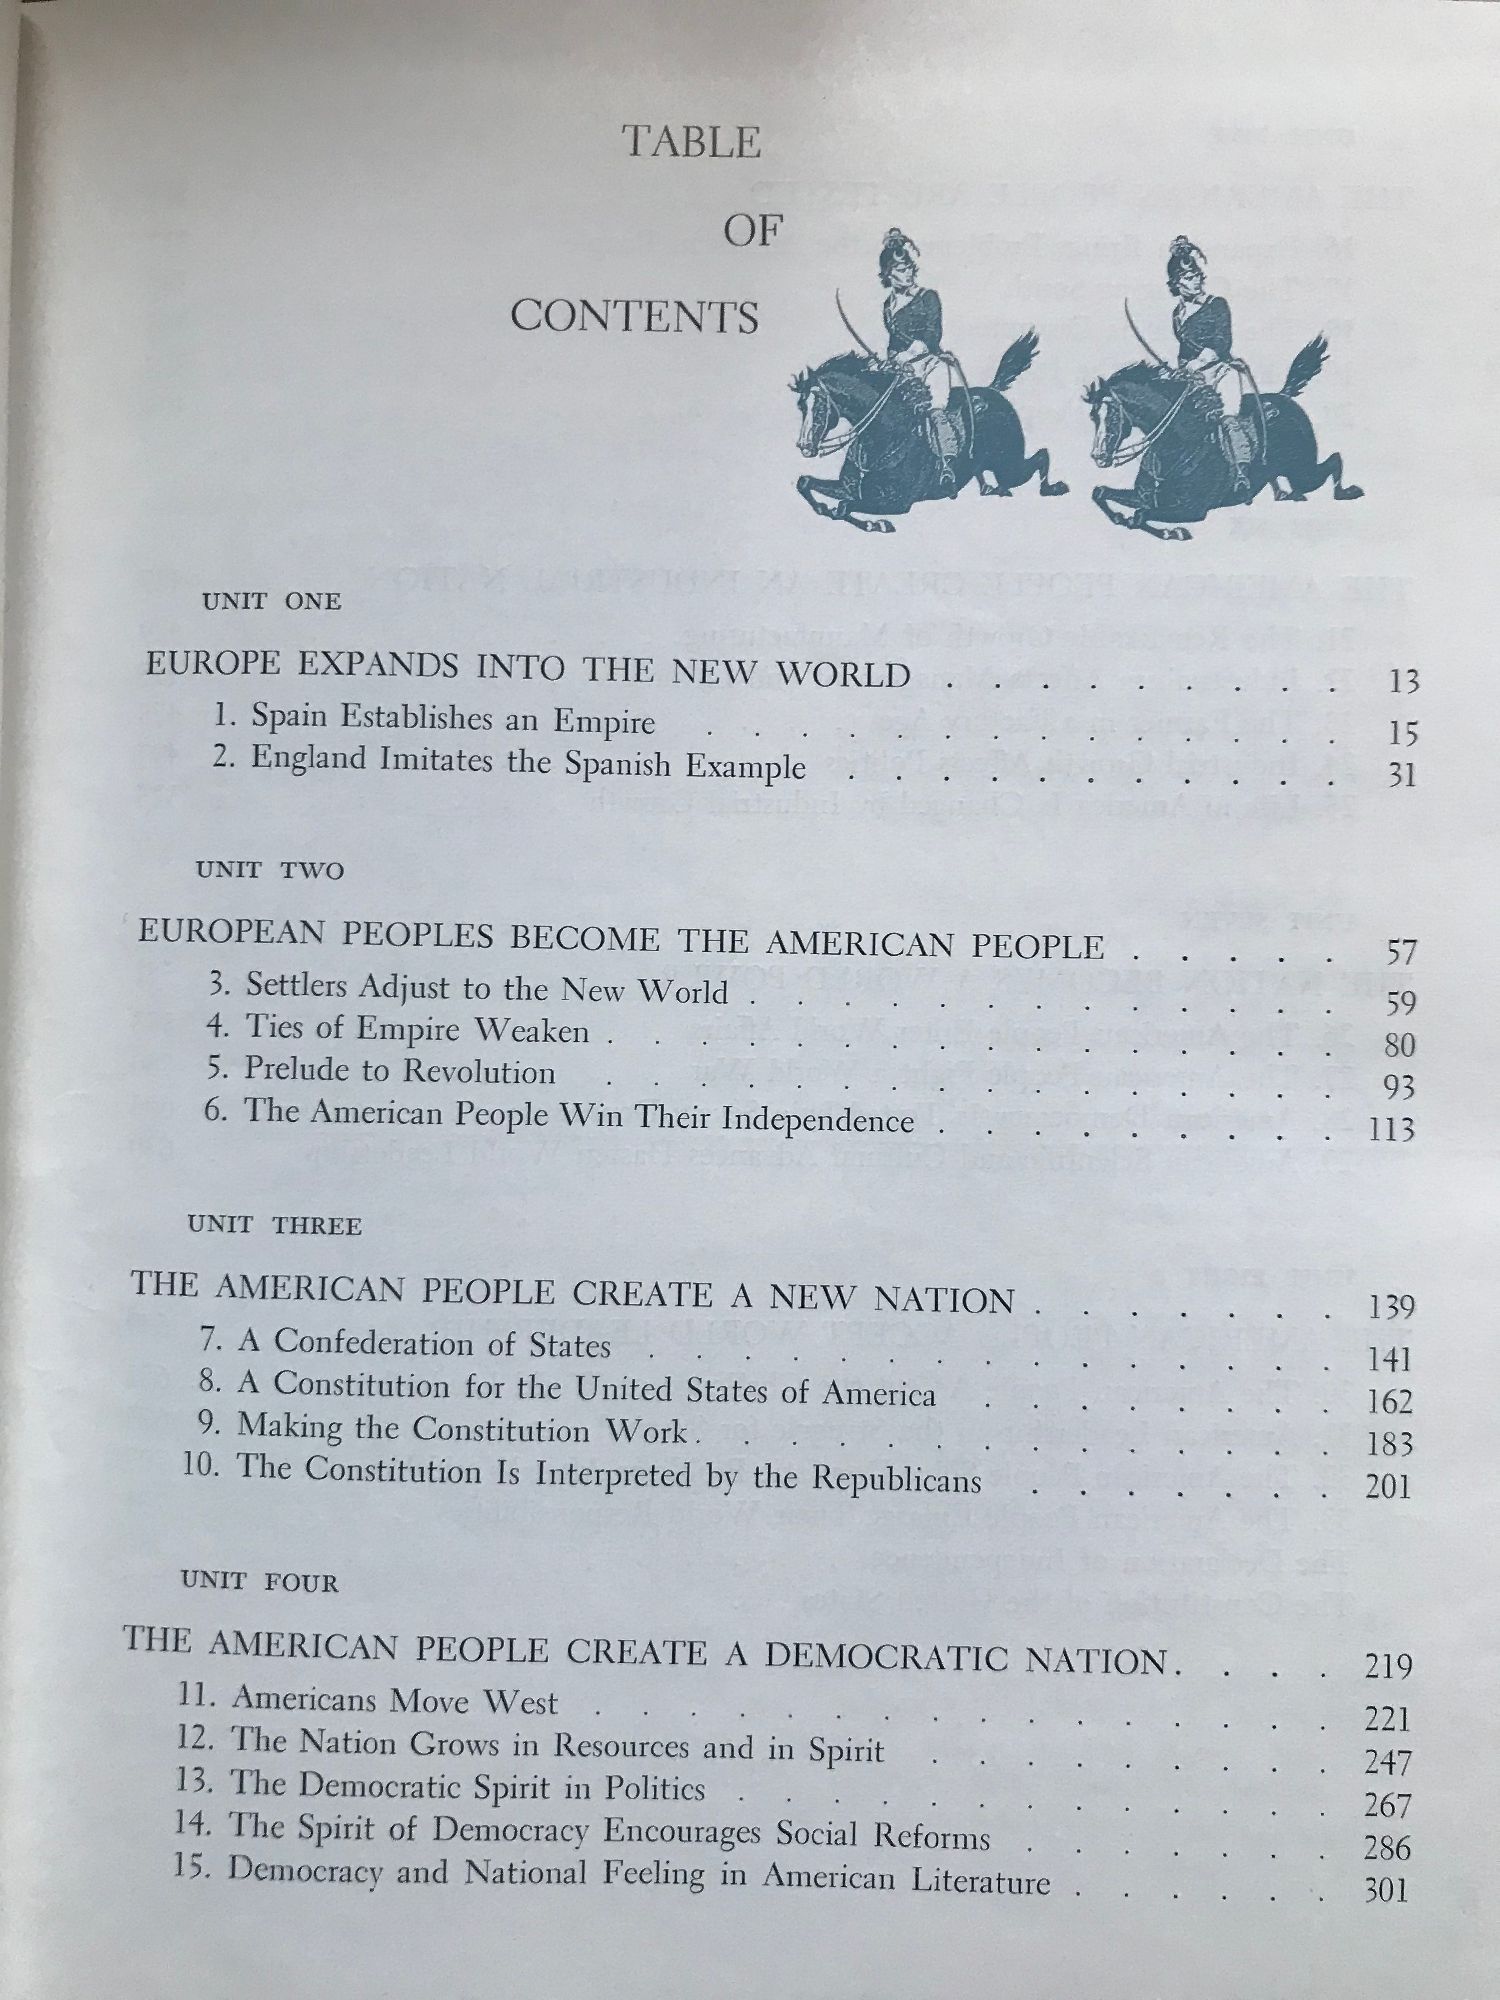 TABLE
OF
CONTENTS
UNIT ONE
EUROPE EXPANDS INTO THE NEW WORLD . . . . . . . . . 13
1. Spain Establishes an Empire . . . . . . . . . . . . . . 15
2. England Imitates the Spanish Example . . . . . . . . . . . 31
UNIT TWO
EUROPEAN PEOPLES BECOME THE AMERICAN PEOPLE . . . . . 57
3. Settlers Adjust to the New World . . . . . . . . . . . . . 59
4. Ties of Empire Weaken . . . . . . . . . . . . . . . . 80
5. Prelude to Revolution . . . . . . . . . . . . . . . . 93
6. The American People Win Their Independence . . . . . . . . . 113
UNIT THREE
THE AMERICAN PEOPLE CREATE A NEW NATION . . . . . . . 139
7. A Confederation of States . . . . . . . . . . . . . . . 141
8. A Constitution for the United States of America . . . . . . . . 162
9. Making the Constitution Work . . . . . . . . . . . . . . 183
10. The Constitution Is Interpreted by the Republicans . . . . . . . 201
UNIT FOUR
THE AMERICAN PEOPLE CREATE A DEMOCRATIC NATION . . . . 219
11. Americans Move West . . . . . . . . . . . . . . . . 221
12. The Nation Grows in Resources and in Spirit . . . . . . . . . 247
13. The Democratic Spirit in Politics . . . . . . . . . . . . . 267
14. The Spirit of Democracy Encourages Social Reforms . . . . . . . 286
15. Democracy and National Feeling in American Literature . . . . . . 301